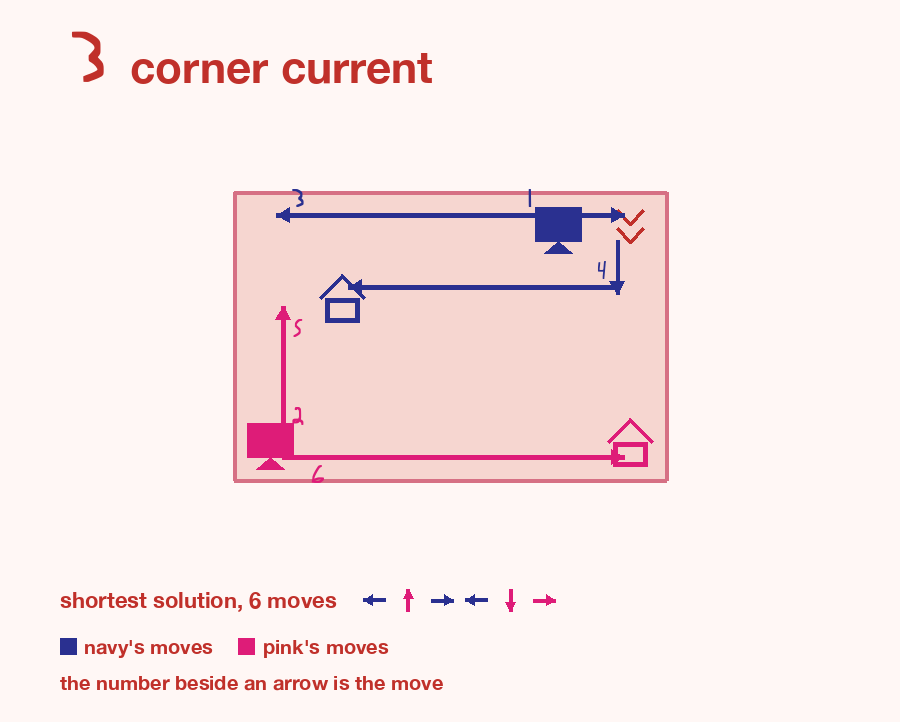 3 corner current
3 1
4
5
2
6
shortest solution, 6 moves
navy's moves pink's moves
the number beside an arrow is the move